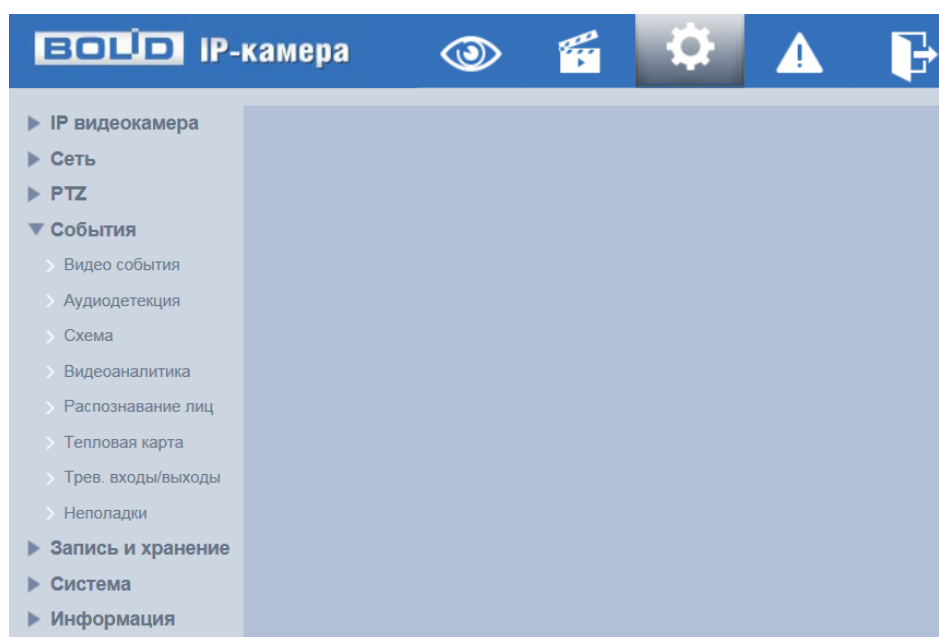 BOLID IP-камера
IP видеокамера
Сеть
PTZ
События
Видео события
Аудиодетекция
Схема
Видеоаналитика
Распознавание лиц
Тепловая карта
Трев. входы/выходы
Неполадки
Запись и хранение
Система
Информация